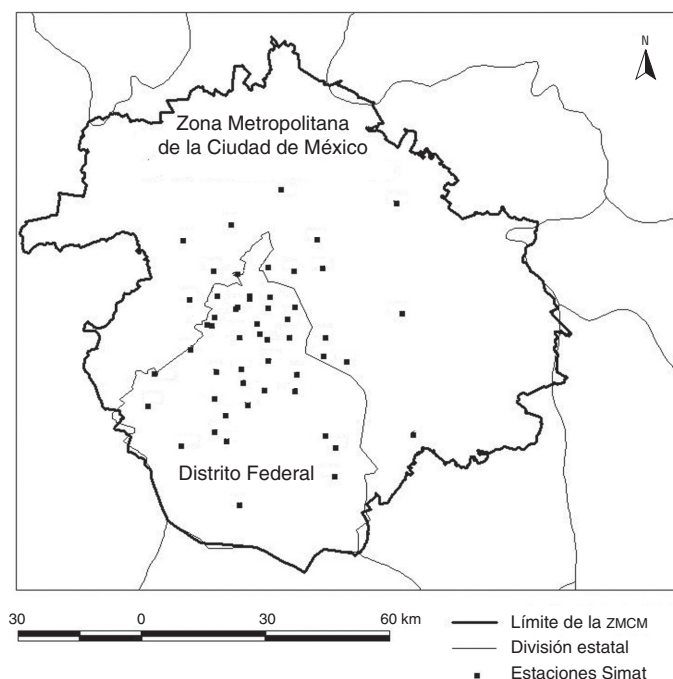 N
Zona Metropolitana
de la Ciudad de México
Distrito Federal
30 0 30 60 km
Límite de la ZMCM
División estatal
Estaciones Simat